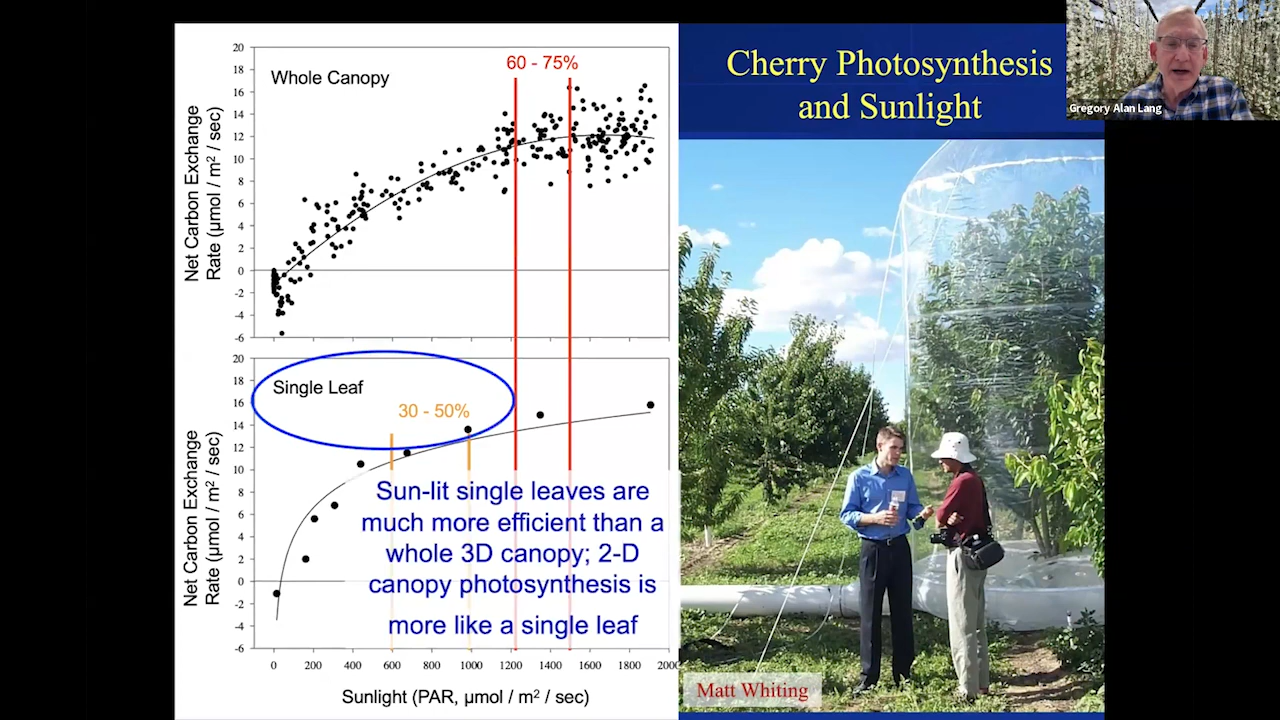 Cherry Photosynthesis
and Sunlight
Gregory Alan Lang
60 - 75%
Whole Canopy
Net Carbon Exchange
Rate (µmol / m² / sec)
20
18
16
14
12
10
8
6
4
2
0
-2
-4
-6
Single Leaf
30 - 50%
Net Carbon Exchange
Rate (µmol / m² / sec)
20
18
16
14
12
10
8
6
4
2
0
-2
-4
-6
Sun-lit single leaves are
much more efficient than a
whole 3D canopy; 2-D
canopy photosynthesis is
more like a single leaf
0 200 400 600 800 1000 1200 1400 1600 1800 2000
Sunlight (PAR, µmol / m² / sec)
Matt Whiting